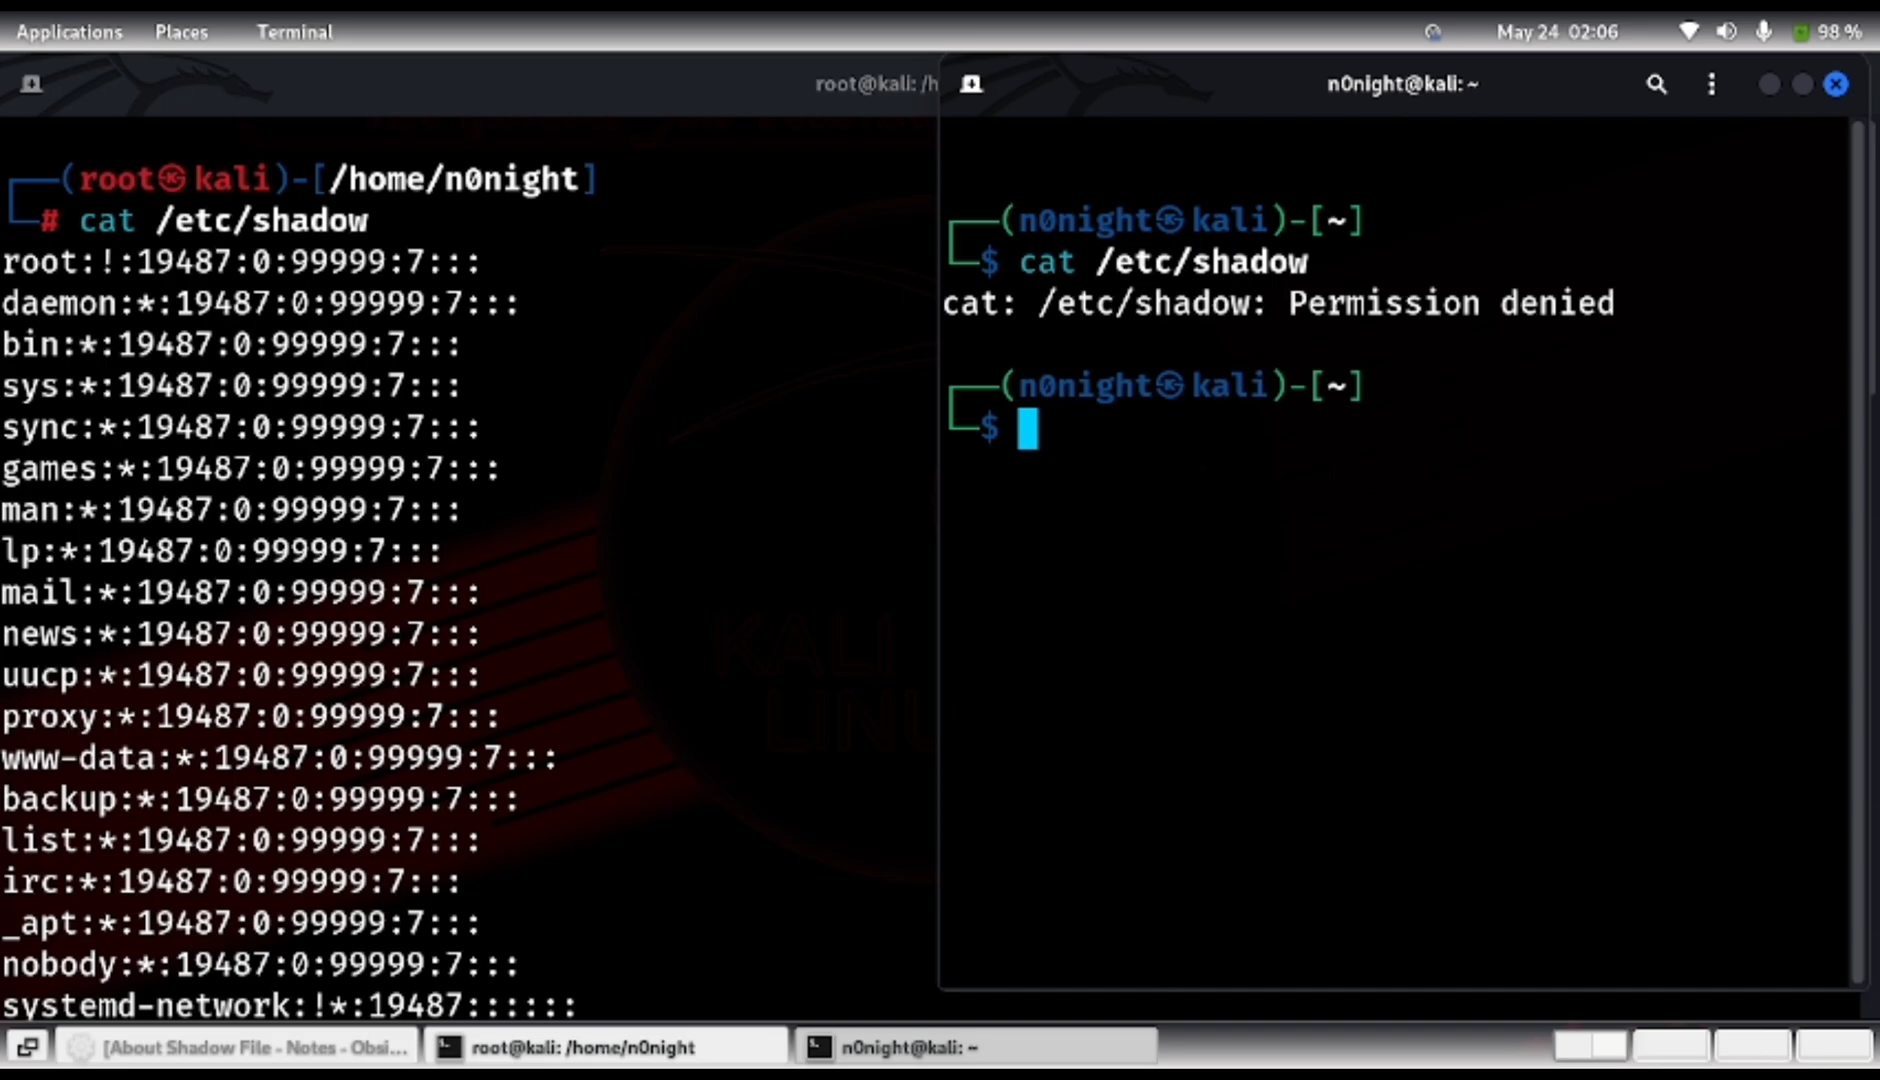 Applications Places Terminal May 24 02:06 98 %
root@kali: /h
(root㉿kali)-[/home/n0night]
# cat /etc/shadow
root:!:19487:0:99999:7:::
daemon:*:19487:0:99999:7:::
bin:*:19487:0:99999:7:::
sys:*:19487:0:99999:7:::
sync:*:19487:0:99999:7:::
games:*:19487:0:99999:7:::
man:*:19487:0:99999:7:::
lp:*:19487:0:99999:7:::
mail:*:19487:0:99999:7:::
news:*:19487:0:99999:7:::
uucp:*:19487:0:99999:7:::
proxy:*:19487:0:99999:7:::
www-data:*:19487:0:99999:7:::
backup:*:19487:0:99999:7:::
list:*:19487:0:99999:7:::
irc:*:19487:0:99999:7:::
_apt:*:19487:0:99999:7:::
nobody:*:19487:0:99999:7:::
systemd-network:!*:19487::::::
KALI
LINU
n0night@kali: ~
(n0night㉿kali)-[~]
$ cat /etc/shadow
cat: /etc/shadow: Permission denied
(n0night㉿kali)-[~]
$
[About Shadow File - Notes - Obsi... root@kali: /home/n0night n0night@kali: ~